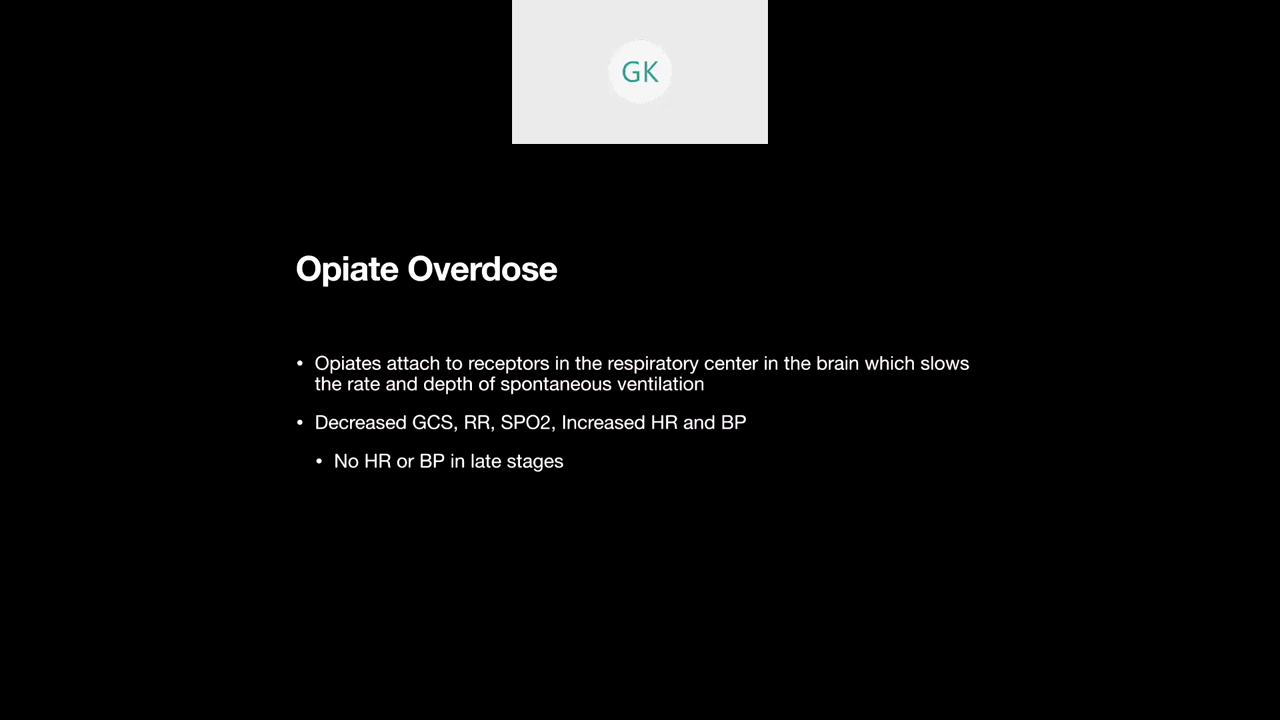 GK
Opiate Overdose
• Opiates attach to receptors in the respiratory center in the brain which slows
the rate and depth of spontaneous ventilation
• Decreased GCS, RR, SPO2, Increased HR and BP
• No HR or BP in late stages